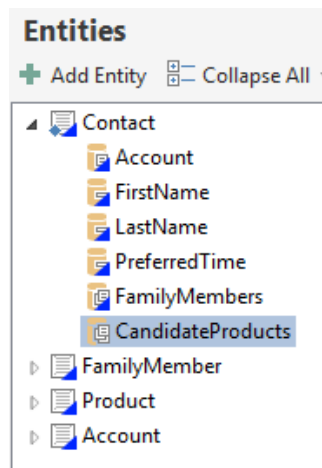 Entities
Add Entity Collapse All
Contact
Account
FirstName
LastName
PreferredTime
FamilyMembers
CandidateProducts
FamilyMember
Product
Account